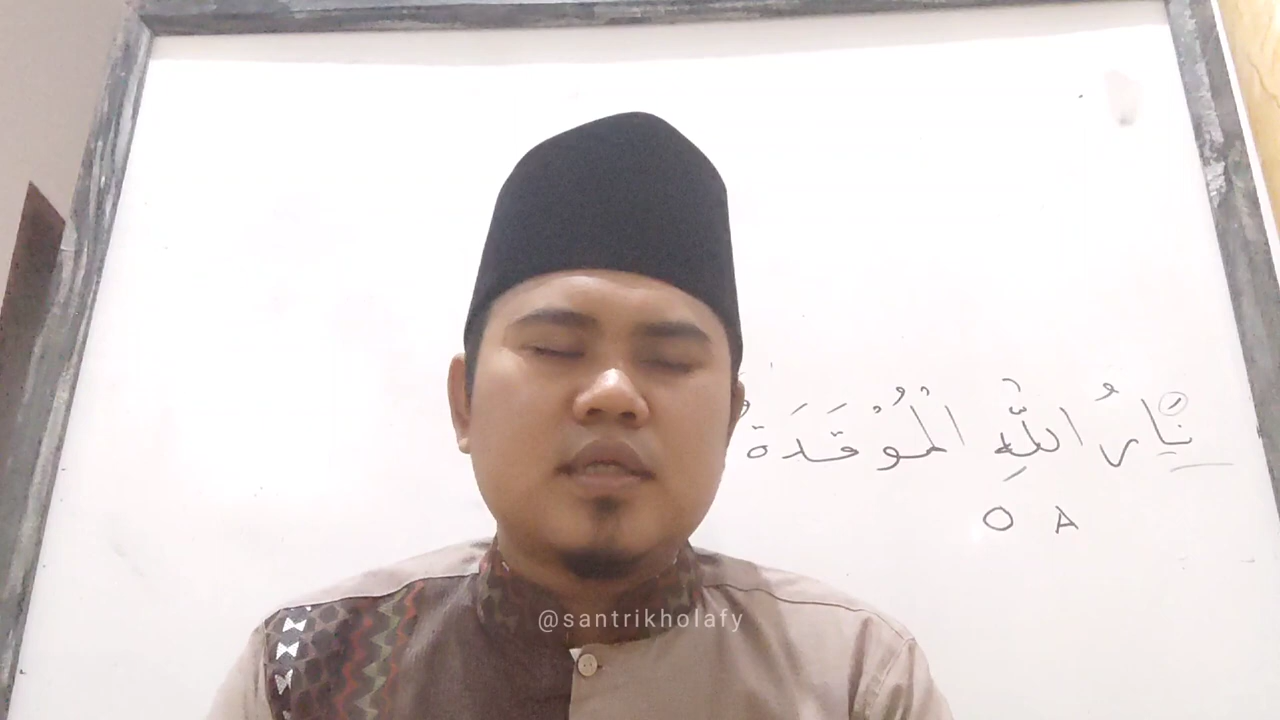 نَارُ اللّٰهِ الْمُوْقَدَةُ
A O
@santrikholafy